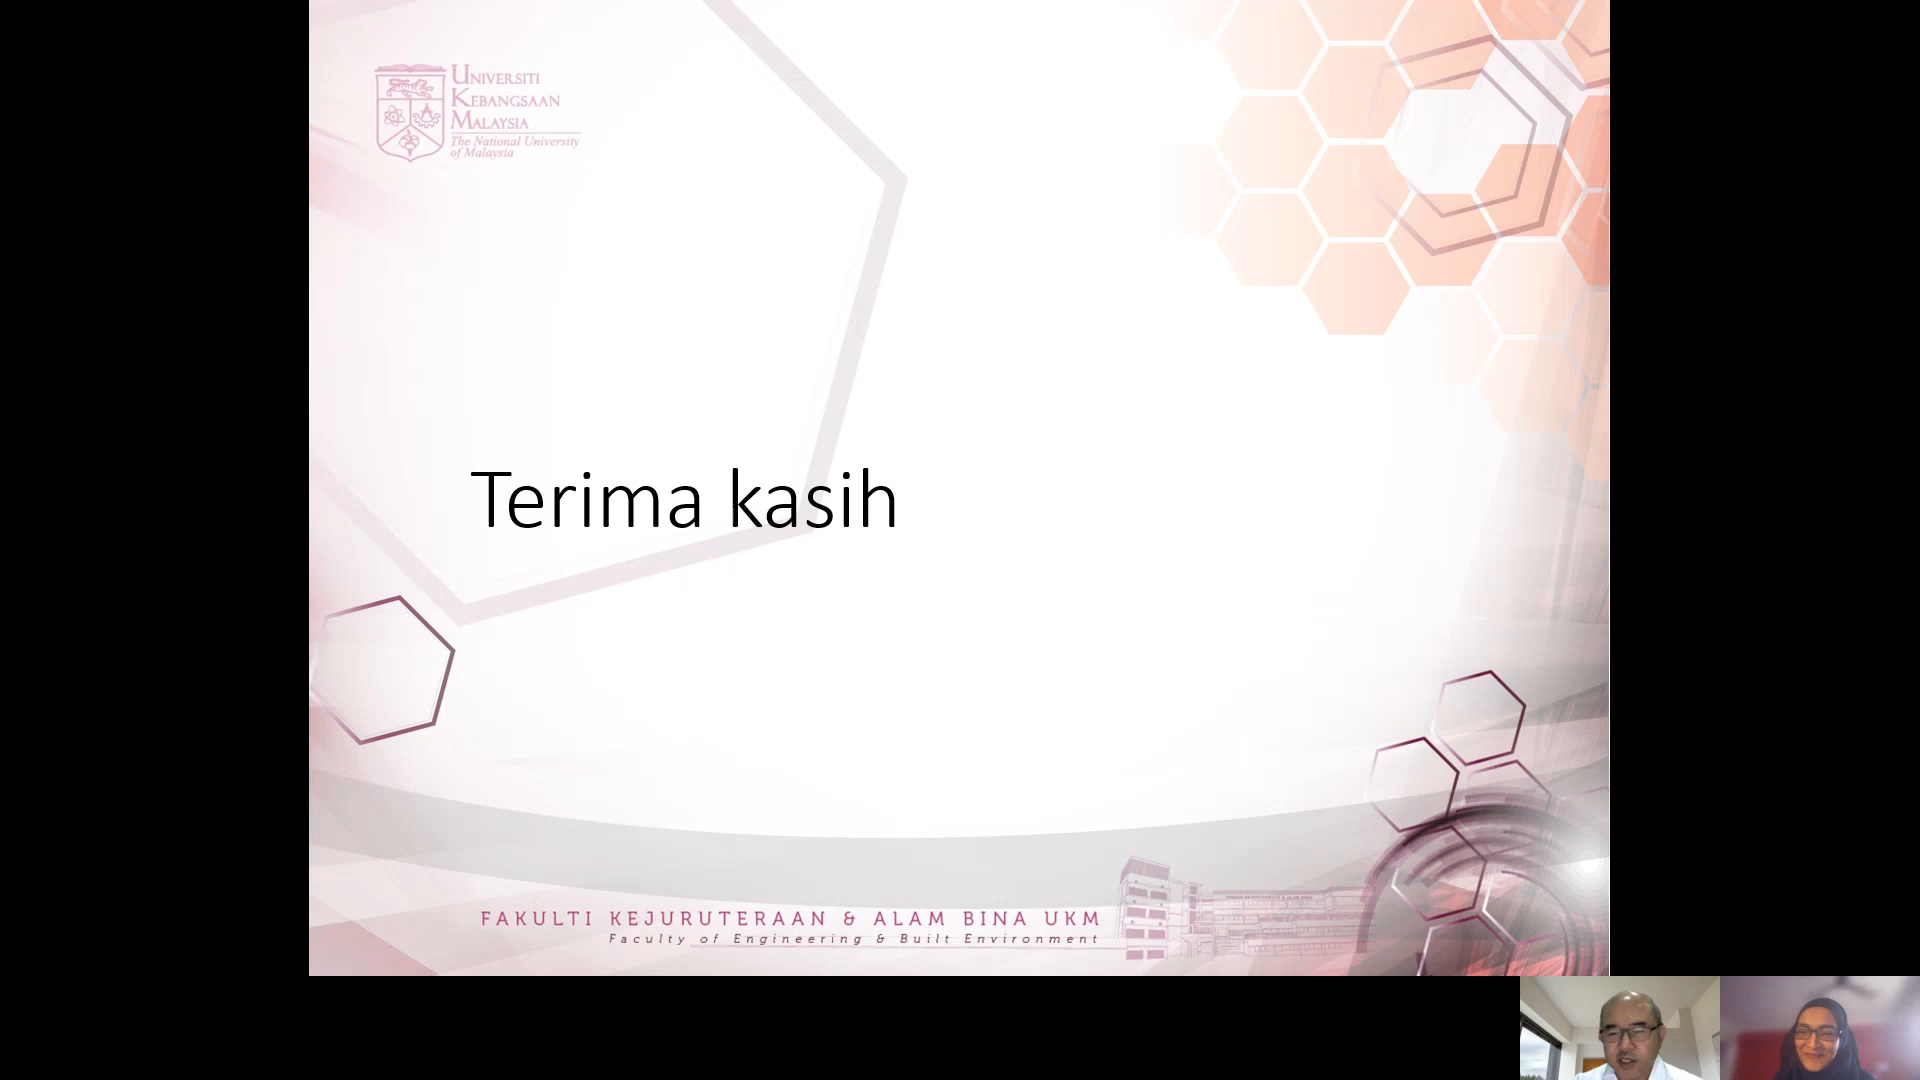 UNIVERSITI
KEBANGSAAN
MALAYSIA
The National University
of Malaysia
Terima kasih
FAKULTI KEJURUTERAAN & ALAM BINA UKM
Faculty of Engineering & Built Environment